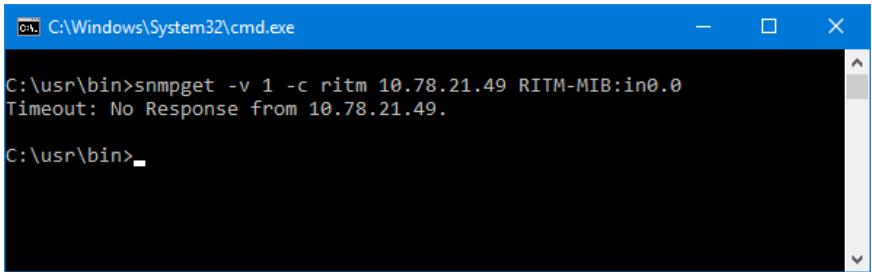 C:\Windows\System32\cmd.exe
C:\usr\bin>snmpget -v 1 -c ritm 10.78.21.49 RITM-MIB:in0.0
Timeout: No Response from 10.78.21.49.
C:\usr\bin>